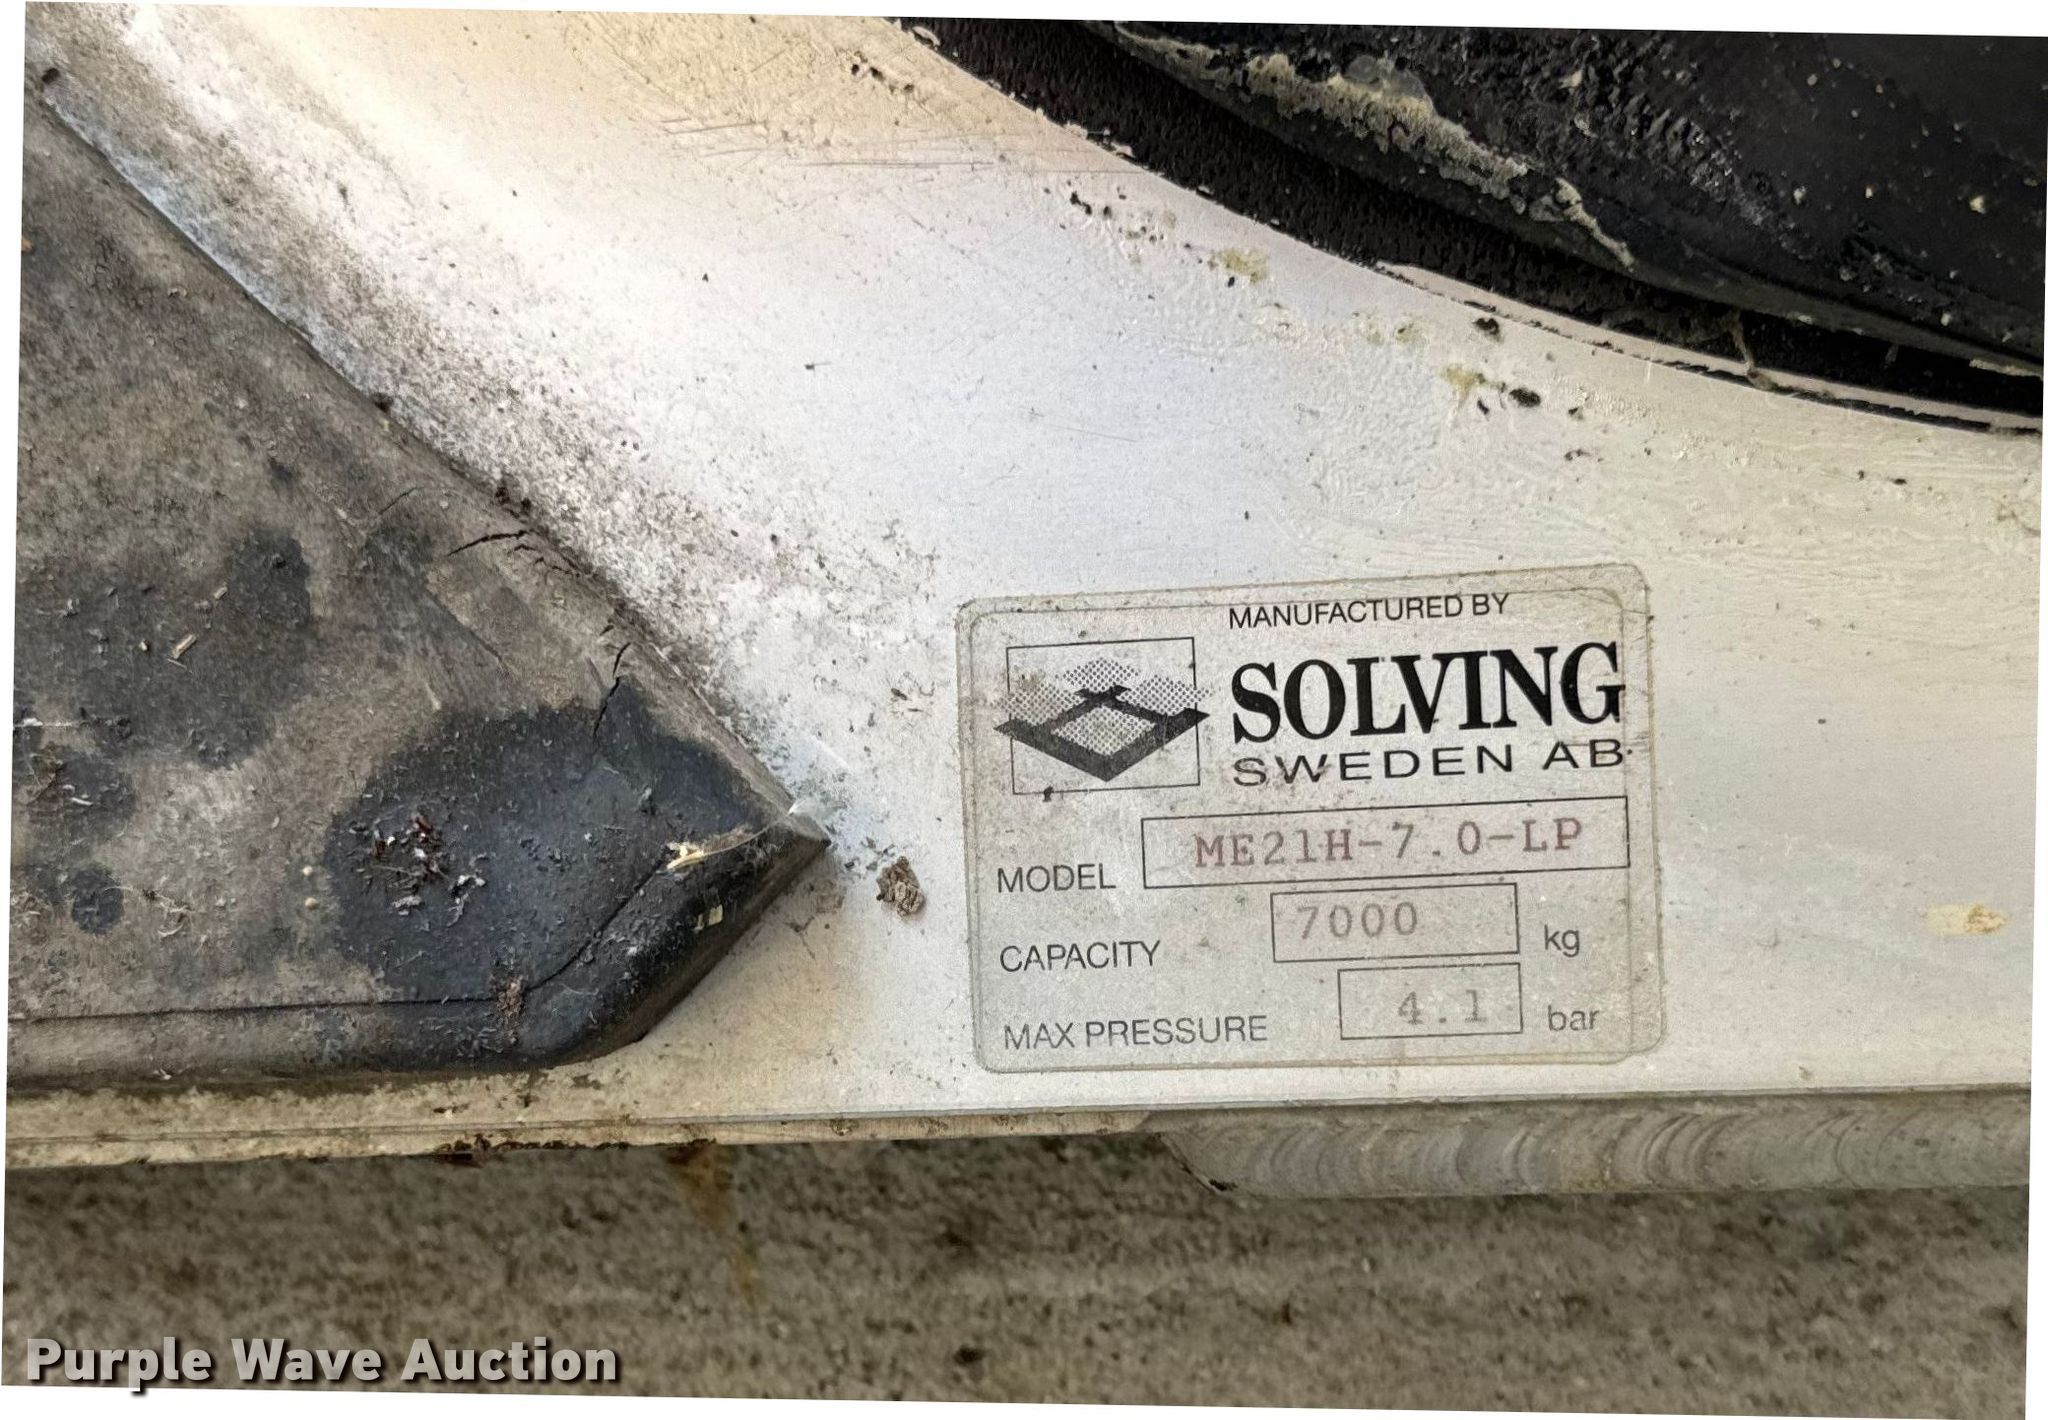 MANUFACTURED BY
SOLVING
SWEDEN AB
MODEL ME21H-7.0-LP
CAPACITY 7000 kg
MAX PRESSURE 4.1 bar
Purple Wave Auction